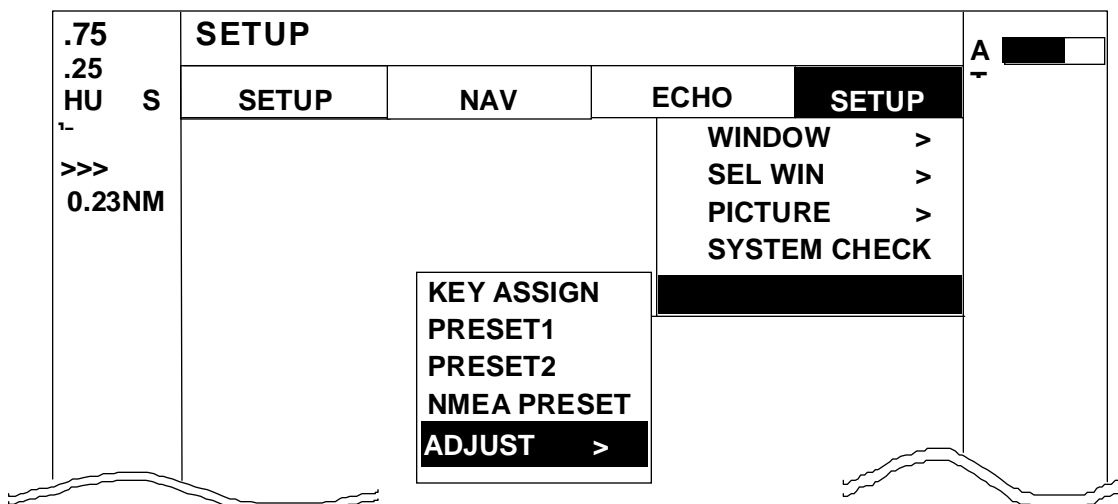 .75
.25
HU S
>>>
0.23NM
SETUP
SETUP NAV ECHO SETUP
WINDOW >
SEL WIN >
PICTURE >
SYSTEM CHECK
KEY ASSIGN
PRESET1
PRESET2
NMEA PRESET
ADJUST >
A